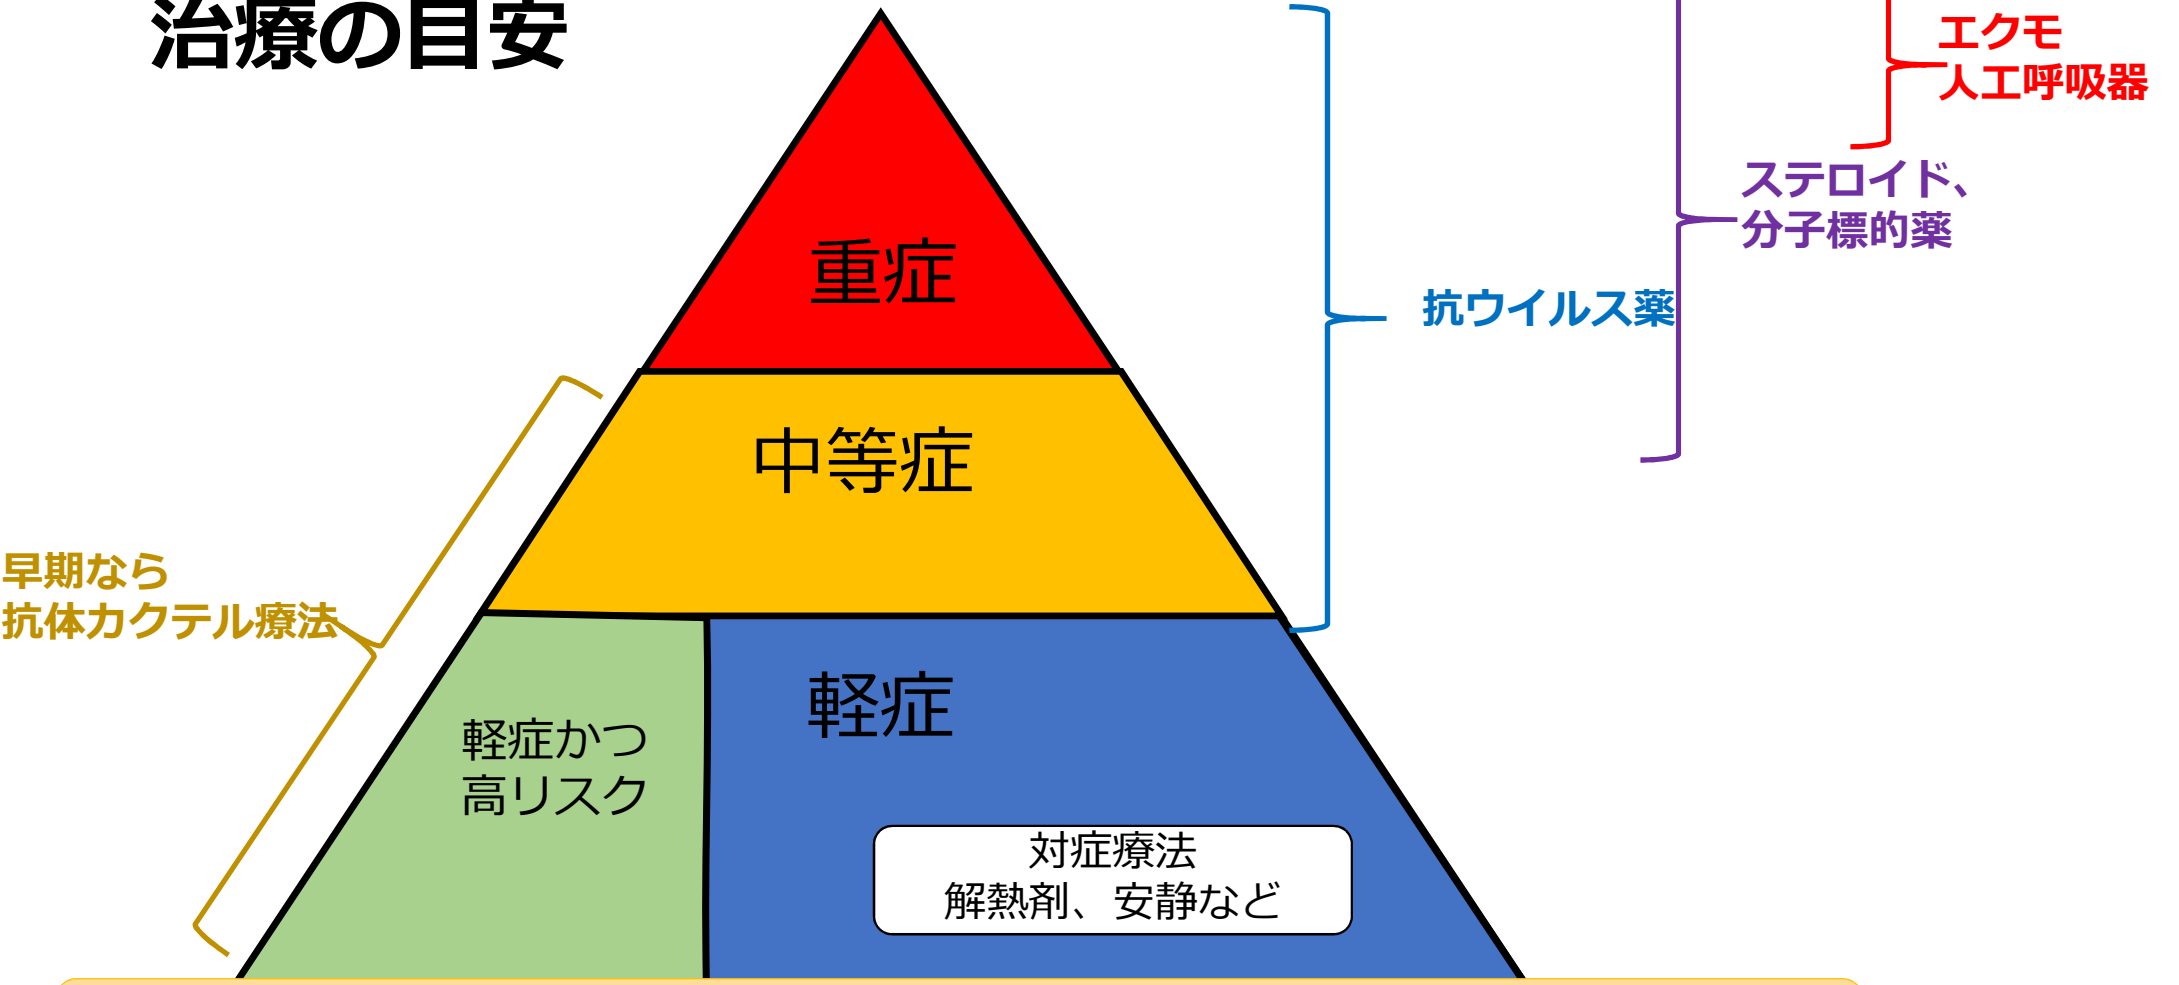 治療の目安
エクモ
人工呼吸器
ステロイド、
分子標的薬
重症
抗ウイルス薬
中等症
早期なら
抗体カクテル療法
軽症
軽症かつ
高リスク
対症療法
解熱剤、安静など